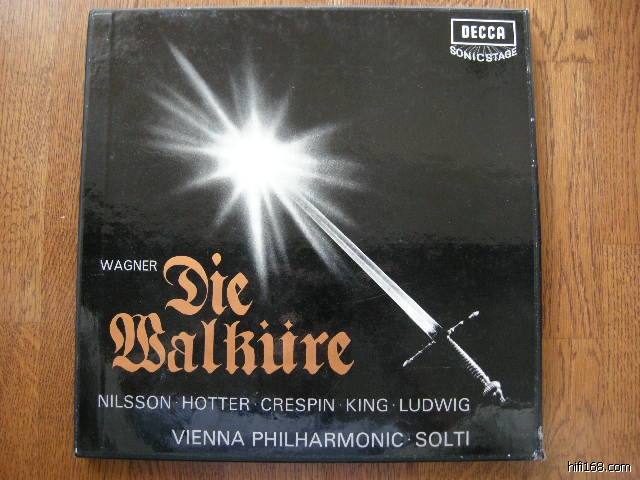 DECCA
SONICSTAGE
WAGNER
Die
Walküre
NILSSON · HOTTER · CRESPIN · KING · LUDWIG
VIENNA PHILHARMONIC · SOLTI
hifi168.com